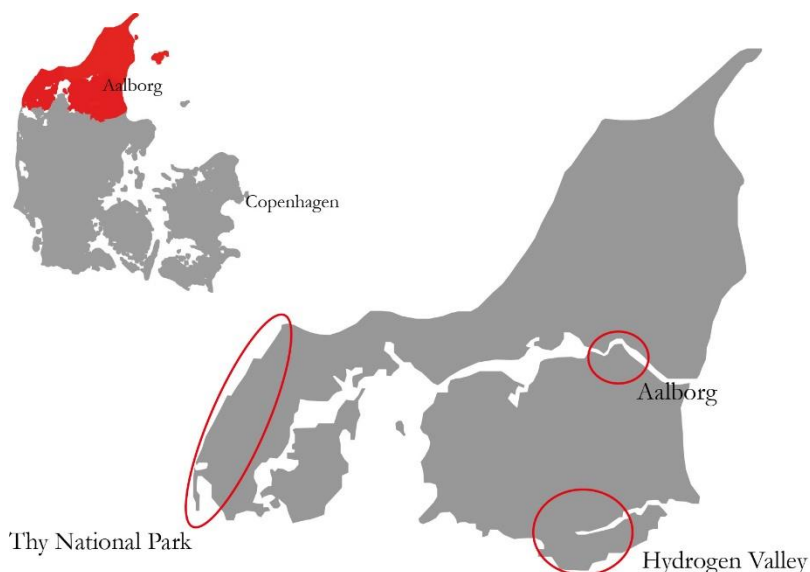 Aalborg
Copenhagen
Aalborg
Thy National Park
Hydrogen Valley